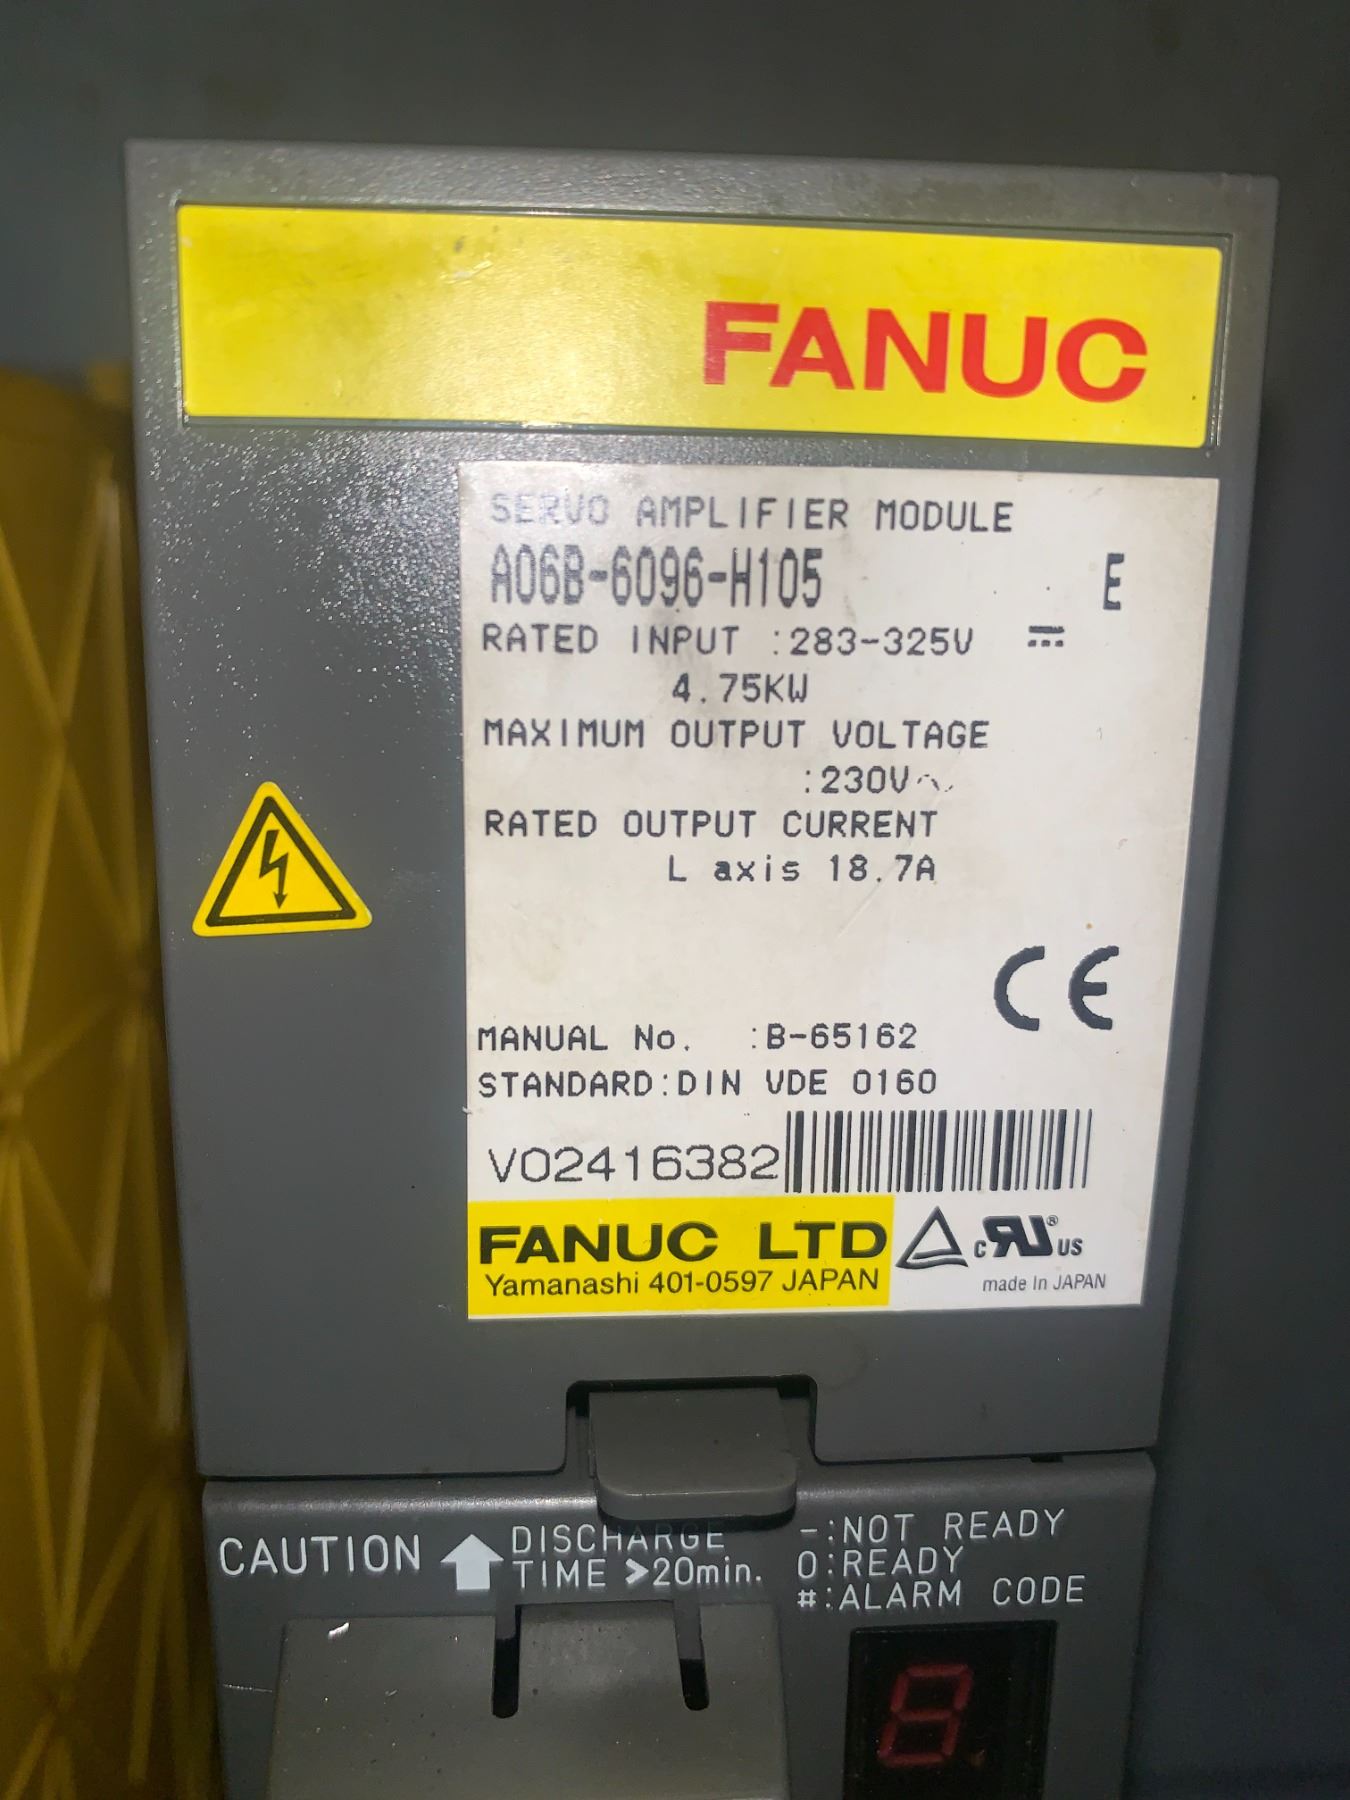 FANUC
SERVO AMPLIFIER MODULE
A06B-6096-H105 E
RATED INPUT :283-325V ⎓
4.75KW
MAXIMUM OUTPUT VOLTAGE
:230V~
RATED OUTPUT CURRENT
L axis 18.7A
CE
MANUAL No. :B-65162
STANDARD:DIN VDE 0160
V02416382
FANUC LTD
Yamanashi 401-0597 JAPAN
c RU ® US
made In JAPAN
CAUTION
DISCHARGE
TIME >20min.
-:NOT READY
0:READY
#:ALARM CODE
8.